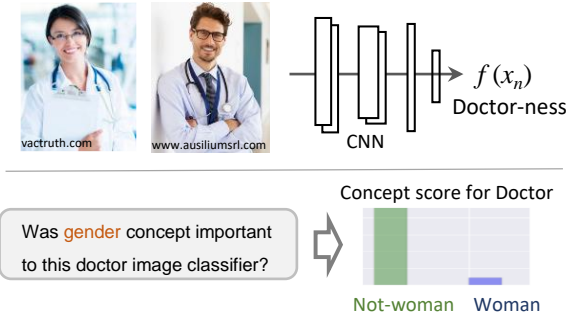 vactruth.com
www.ausiliumsrl.com
CNN
f (xn)
Doctor-ness
Was gender concept important
to this doctor image classifier?
Concept score for Doctor
Not-woman
Woman